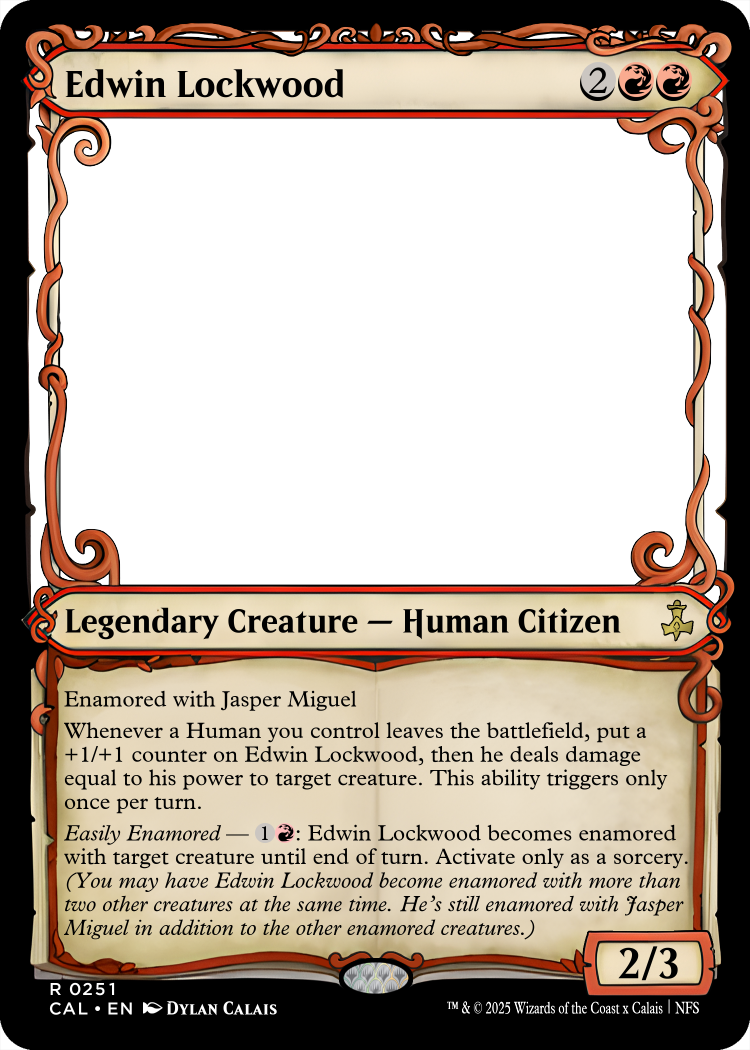 Edwin Lockwood 2
Legendary Creature — Human Citizen
Enamored with Jasper Miguel
Whenever a Human you control leaves the battlefield, put a
+1/+1 counter on Edwin Lockwood, then he deals damage
equal to his power to target creature. This ability triggers only
once per turn.
Easily Enamored — 1: Edwin Lockwood becomes enamored
with target creature until end of turn. Activate only as a sorcery.
(You may have Edwin Lockwood become enamored with more than
two other creatures at the same time. He's still enamored with Jasper
Miguel in addition to the other enamored creatures.)
2/3
R 0251
CAL • EN DYLAN CALAIS
™ & © 2025 Wizards of the Coast x Calais | NFS